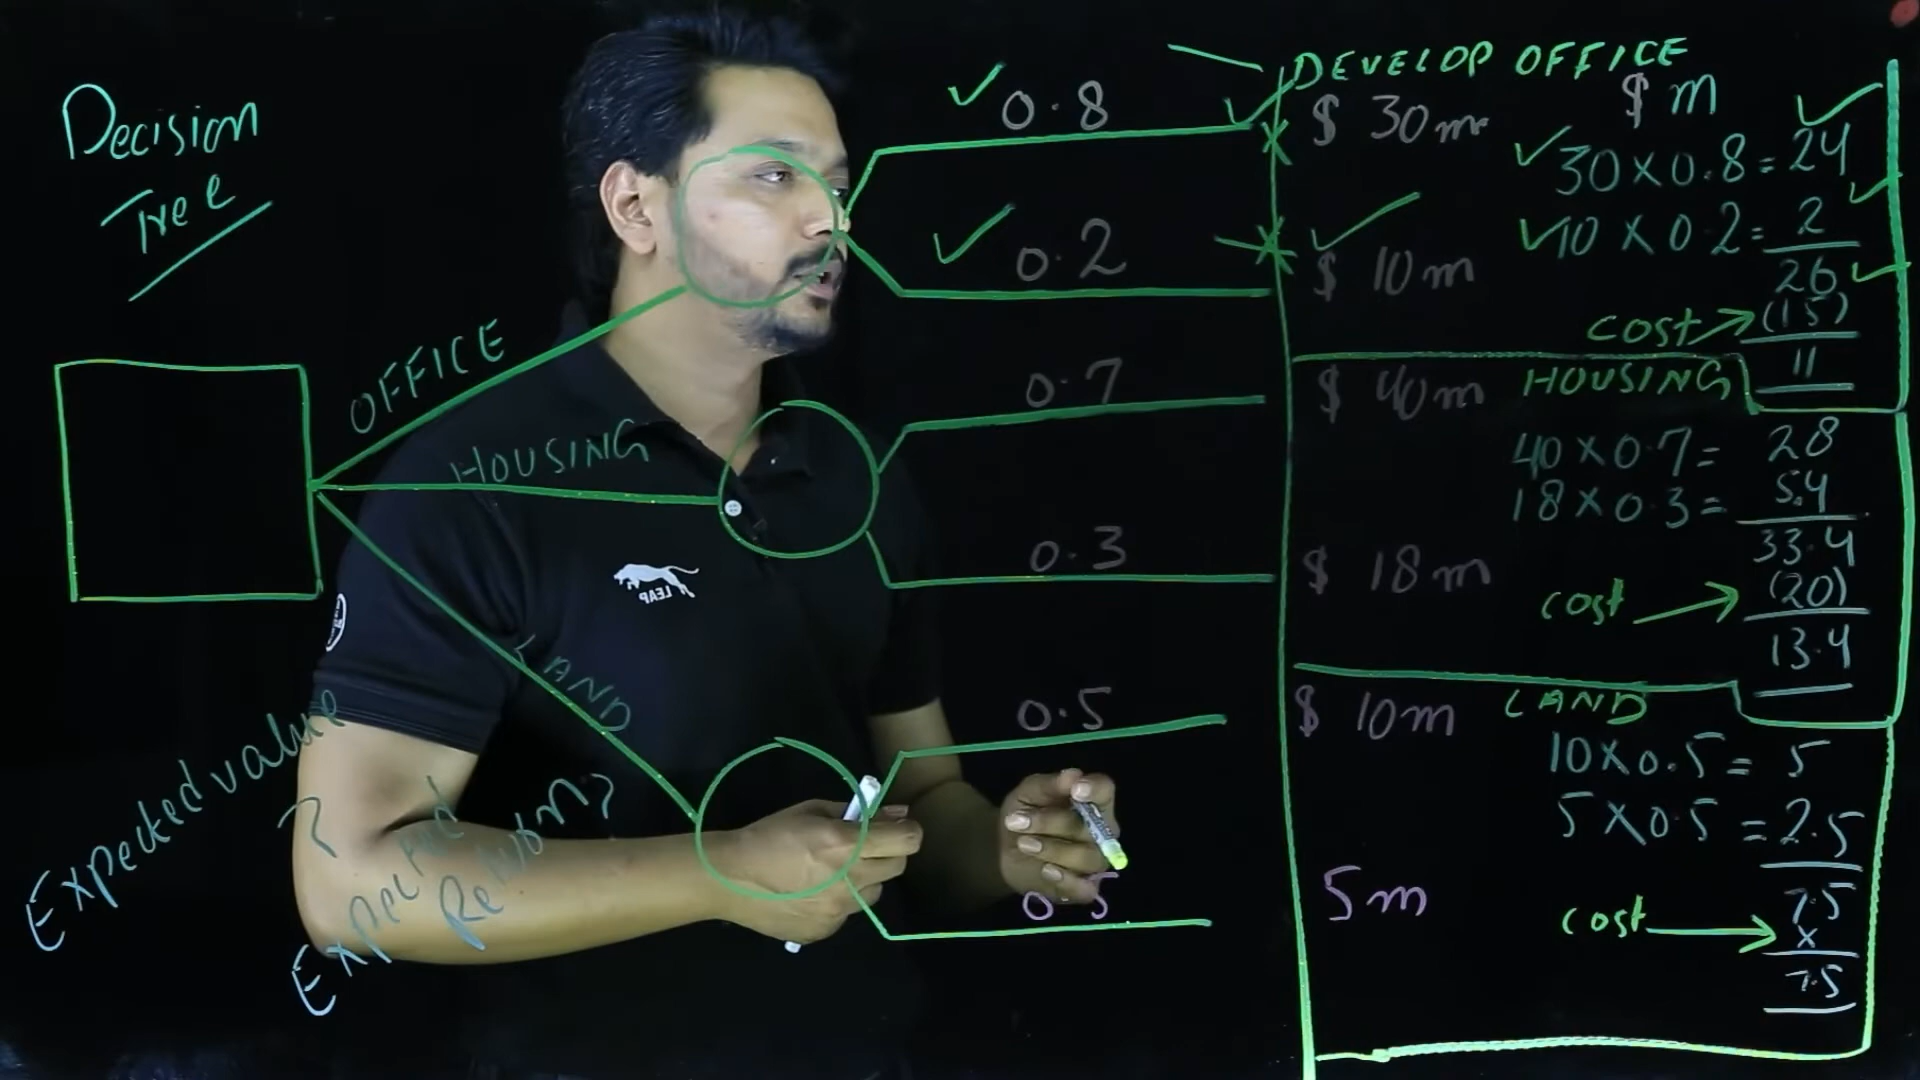 Decision
Tree
OFFICE
HOUSING
LAND
Expected value
?
Expected
Return?
0.8
0.2
0.7
0.3
0.5
0.5
DEVELOP OFFICE
$ 30m
$ m
30 X 0.8 = 24
$ 10m
10 X 0.2 = 2
26
cost → (15)
11
$ 40m
HOUSING
40 X 0.7 = 28
18 X 0.3 = 5.4
33.4
$ 18m
cost → (20)
13.4
$ 10m
LAND
10 X 0.5 = 5
5 X 0.5 = 2.5
5m
7.5
cost → x
7.5
LEAP